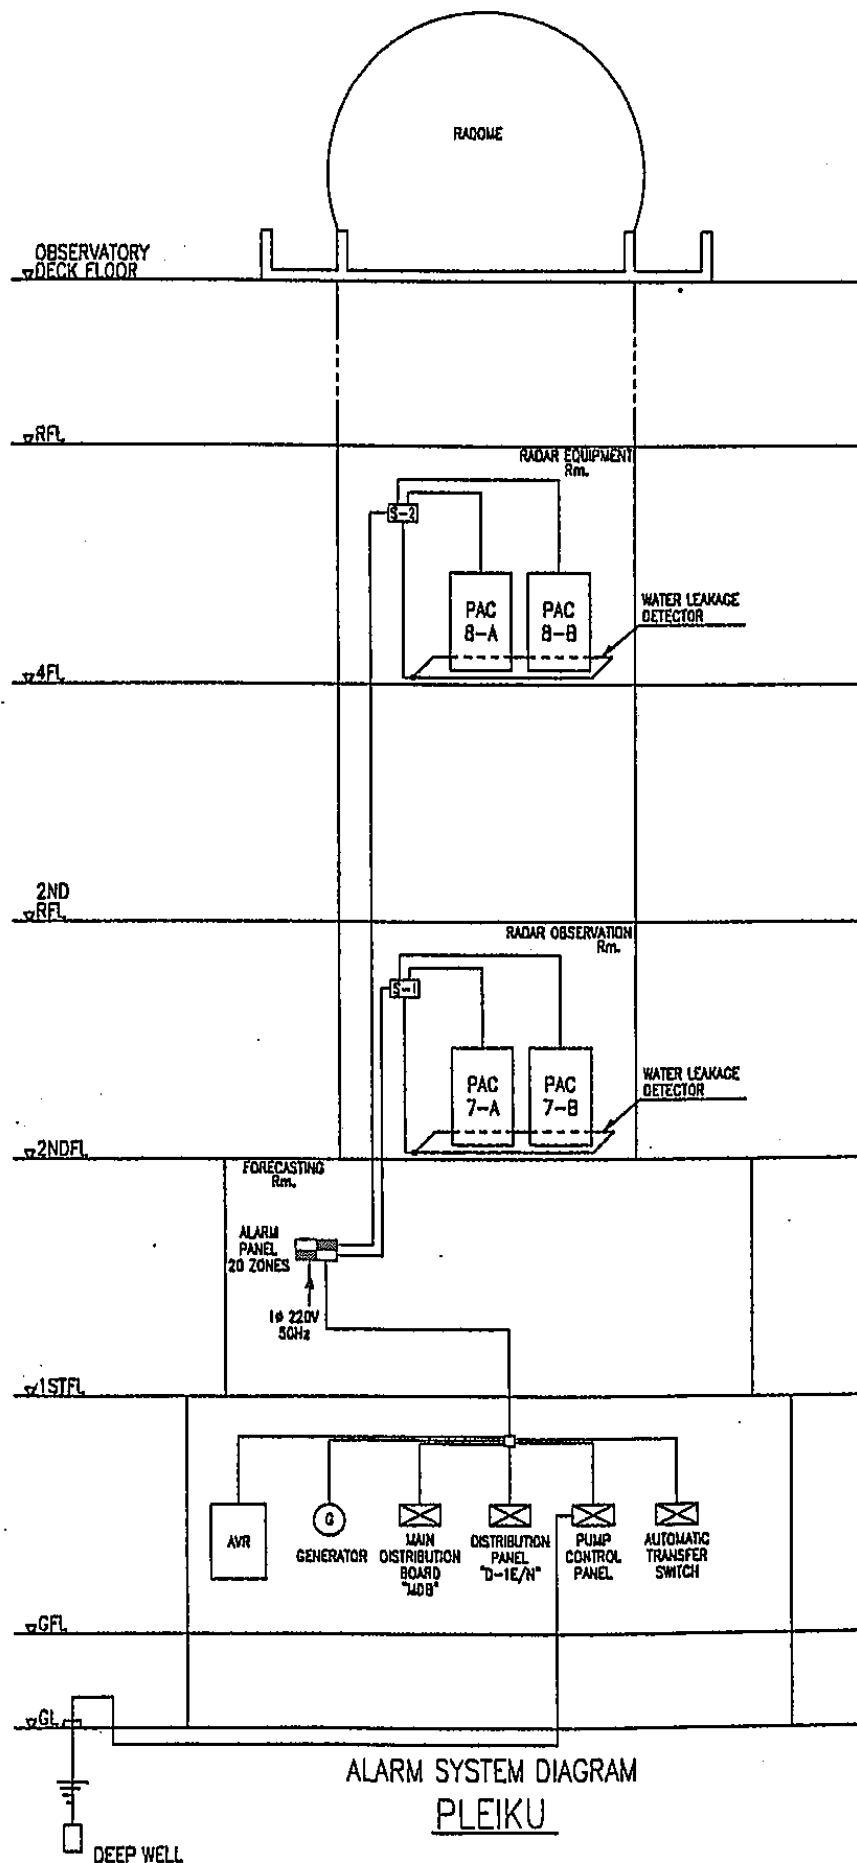 RADOME
OBSERVATORY
DECK FLOOR
RFL
RADAR EQUIPMENT
Rm.
S-2
PAC
8-A
PAC
8-B
WATER LEAKAGE
DETECTOR
4FL
2ND
RFL
RADAR OBSERVATION
Rm.
S-1
PAC
7-A
PAC
7-B
WATER LEAKAGE
DETECTOR
2NDFL
FORECASTING
Rm.
ALARM
PANEL
20 ZONES
1ø 220V
50Hz
1STFL
AVR
G
GENERATOR
MAIN
DISTRIBUTION
BOARD
"MDB"
DISTRIBUTION
PANEL
"D-1E/N"
PUMP
CONTROL
PANEL
AUTOMATIC
TRANSFER
SWITCH
GFL
GL
DEEP WELL
ALARM SYSTEM DIAGRAM
PLEIKU